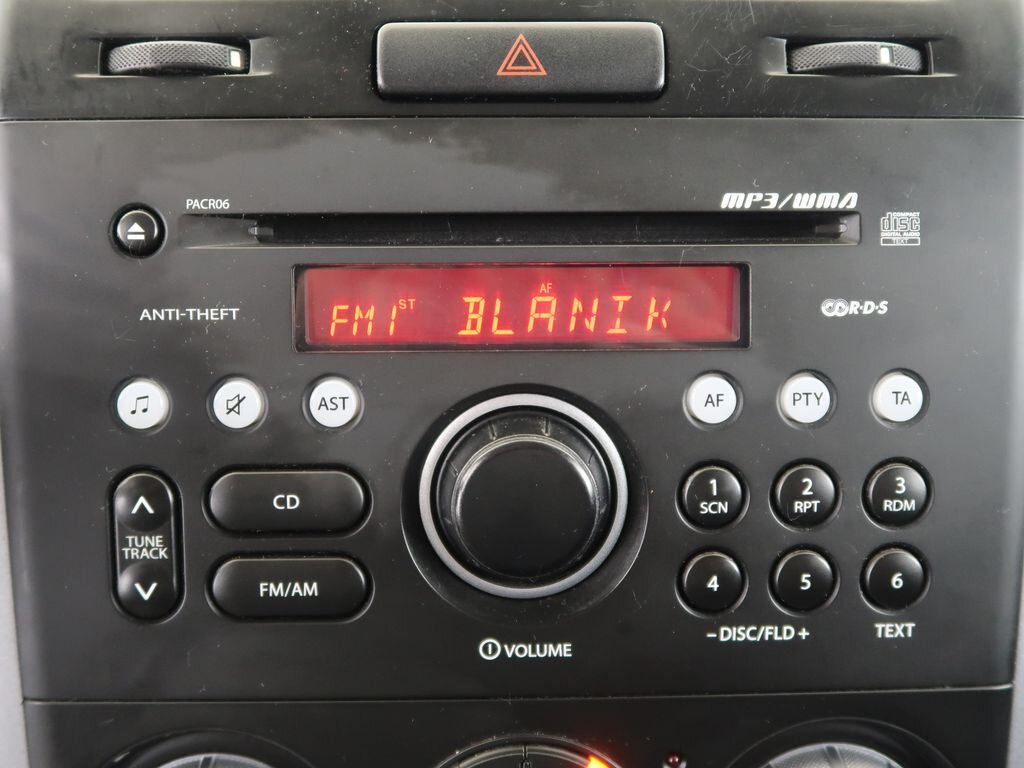 PACR06
MP3/WMA
COMPACT
disc
DIGITAL AUDIO
TEXT
ANTI-THEFT
FM1 ST AF BLANIK
R·D·S
AST
AF
PTY
TA
TUNE
TRACK
CD
FM/AM
1
SCN
2
RPT
3
RDM
4
5
6
– DISC/FLD +
TEXT
VOLUME